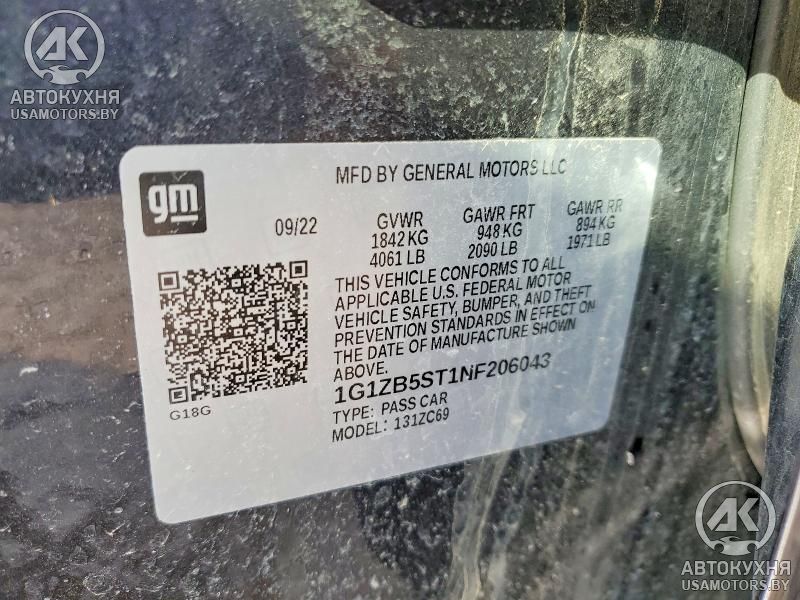 AK
АВТОКУХНЯ
USAMOTORS.BY
gm
MFD BY GENERAL MOTORS LLC
09/22
GVWR
1842 KG
4061 LB
GAWR FRT
948 KG
2090 LB
GAWR RR
894 KG
1971 LB
THIS VEHICLE CONFORMS TO ALL
APPLICABLE U.S. FEDERAL MOTOR
VEHICLE SAFETY, BUMPER, AND THEFT
PREVENTION STANDARDS IN EFFECT ON
THE DATE OF MANUFACTURE SHOWN
ABOVE.
1G1ZB5ST1NF206043
TYPE: PASS CAR
MODEL: 131ZC69
G18G
AK
АВТОКУХНЯ
USAMOTORS.BY